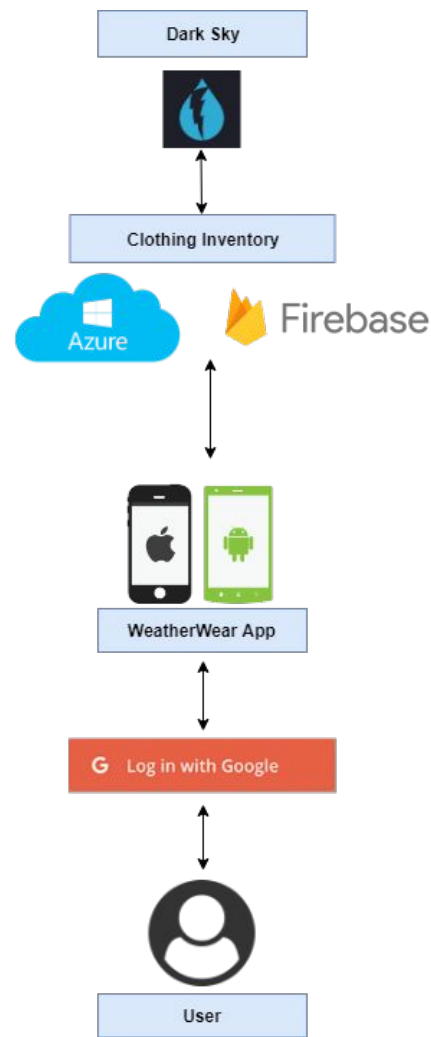 Dark Sky
Clothing Inventory
Azure
Firebase
WeatherWear App
G Log in with Google
User